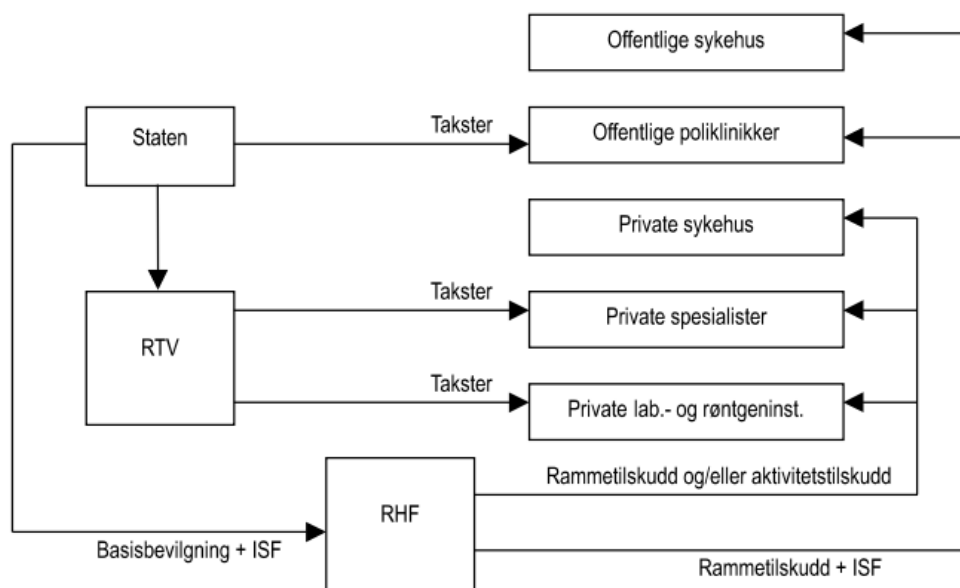 Offentlige sykehus
Staten
Takster
Offentlige poliklinikker
Private sykehus
RTV
Takster
Private spesialister
Takster
Private lab.- og røntgeninst.
RHF
Rammetilskudd og/eller aktivitetstilskudd
Basisbevilgning + ISF
Rammetilskudd + ISF